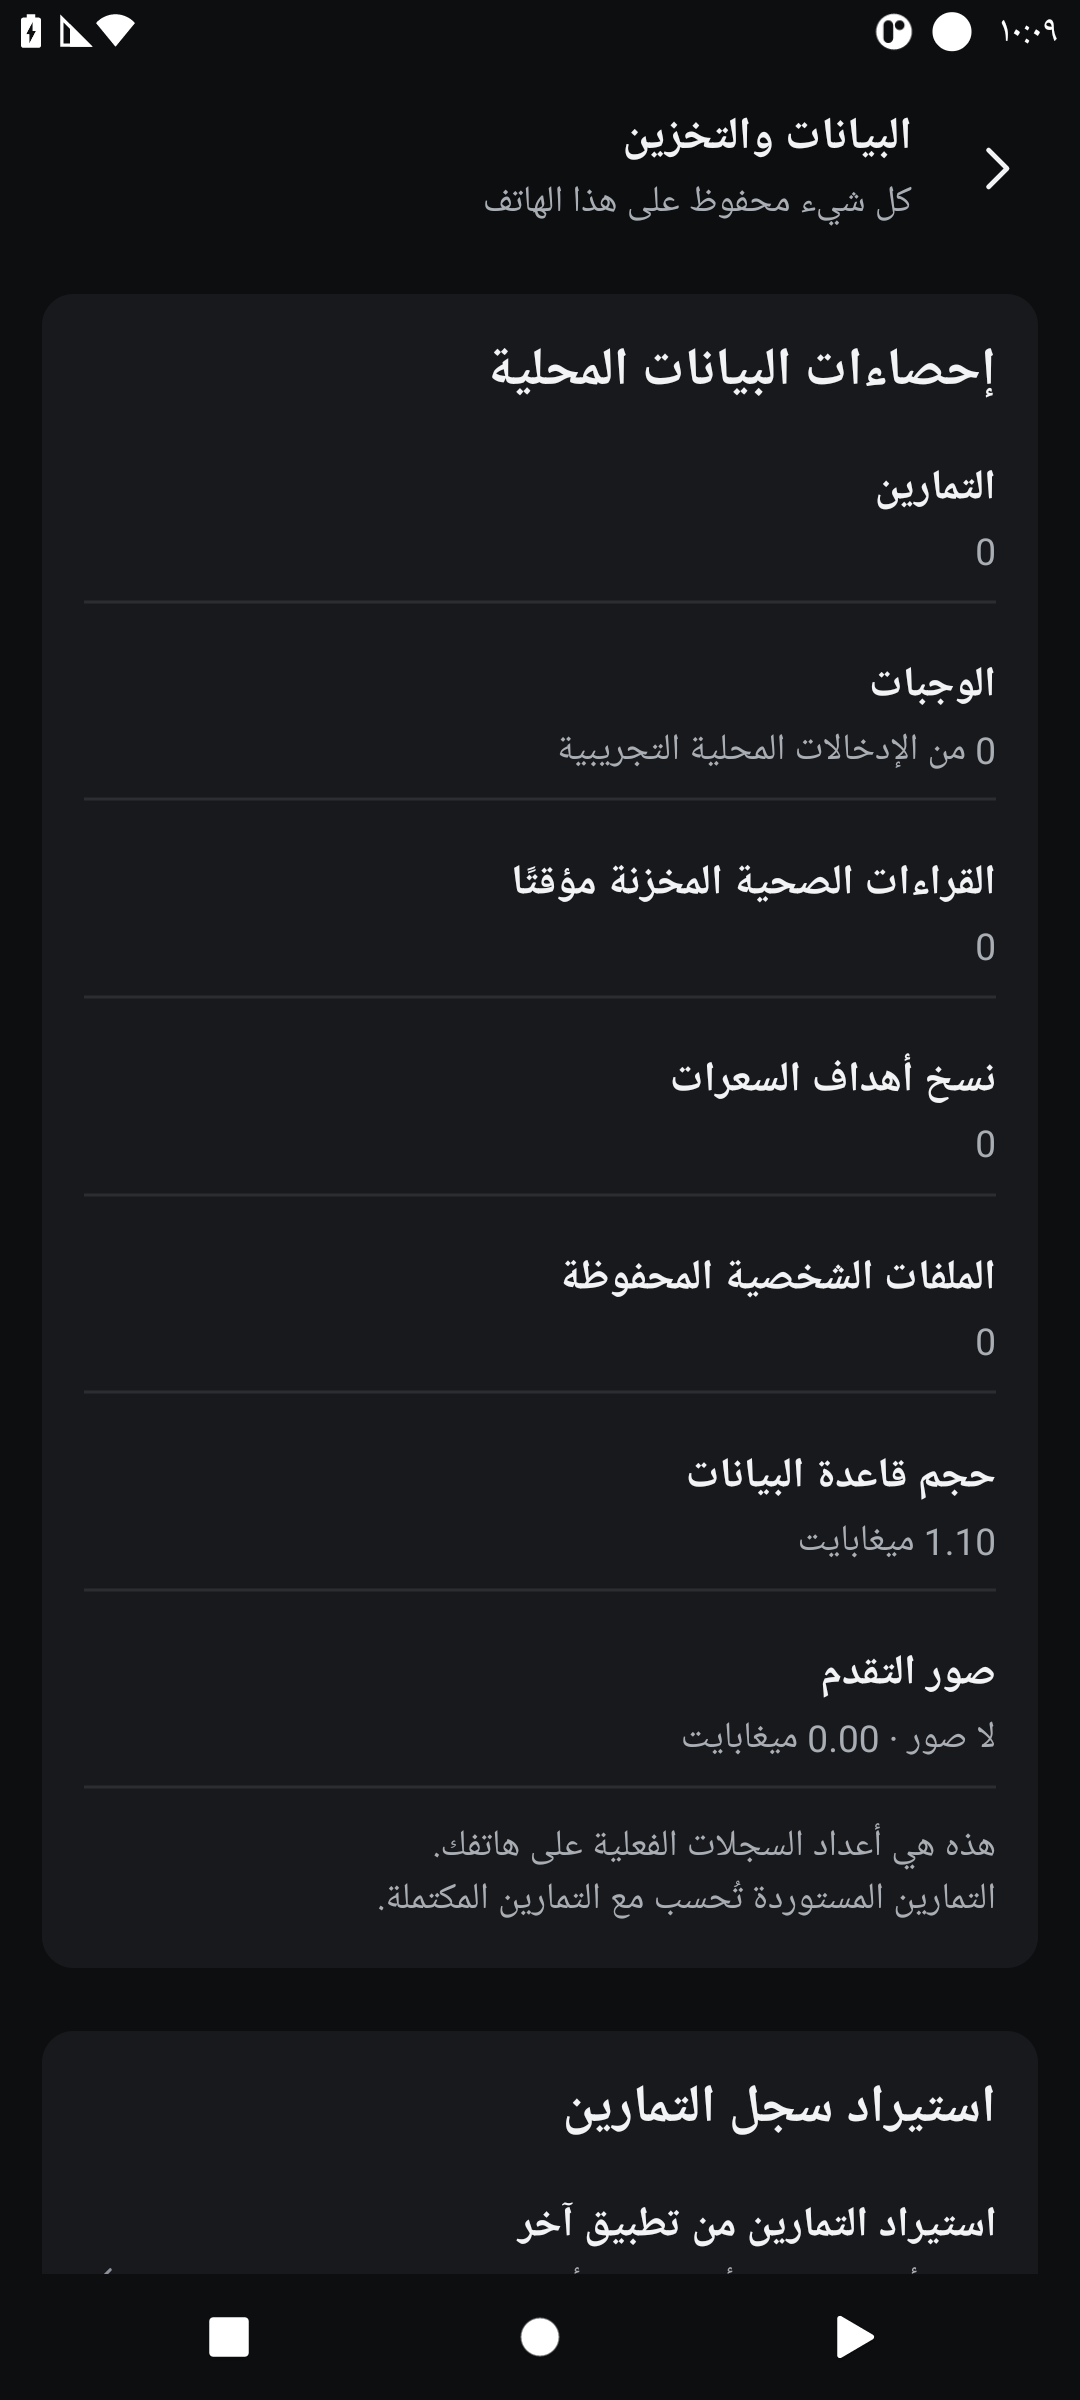 ١٠:٠٩
البيانات والتخزين
كل شيء محفوظ على هذا الهاتف
إحصاءات البيانات المحلية
التمارين
0
الوجبات
0 من الإدخالات المحلية التجريبية
القراءات الصحية المخزنة مؤقتًا
0
نسخ أهداف السعرات
0
الملفات الشخصية المحفوظة
0
حجم قاعدة البيانات
1.10 ميغابايت
صور التقدم
لا صور · 0.00 ميغابايت
هذه هي أعداد السجلات الفعلية على هاتفك.
التمارين المستوردة تُحسب مع التمارين المكتملة.
استيراد سجل التمارين
استيراد التمارين من تطبيق آخر